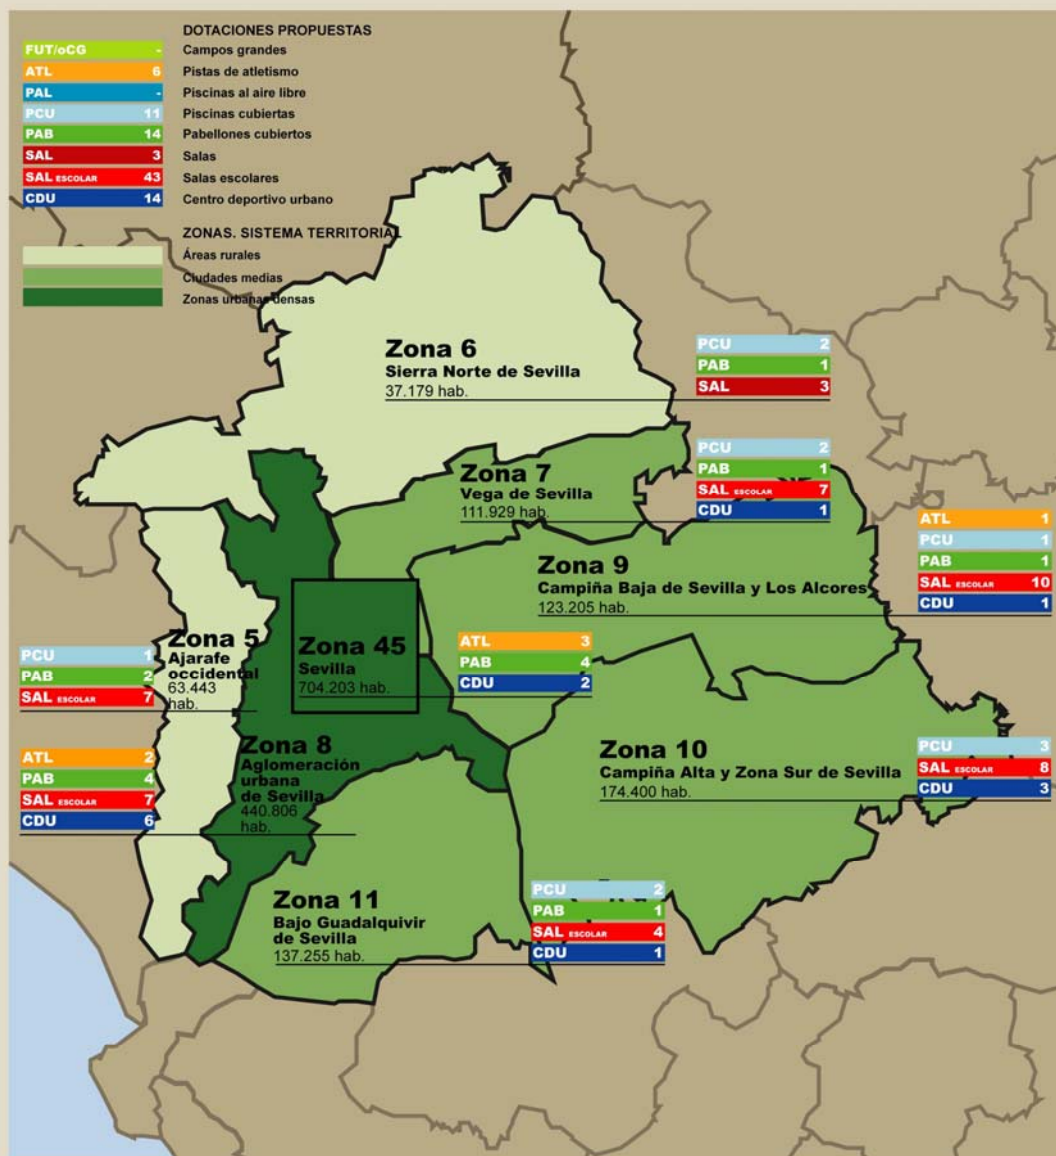 DOTACIONES PROPUESTAS
FUT/oCG - Campos grandes
ATL 6 Pistas de atletismo
PAL - Piscinas al aire libre
PCU 11 Piscinas cubiertas
PAB 14 Pabellones cubiertos
SAL 3 Salas
SAL ESCOLAR 43 Salas escolares
CDU 14 Centro deportivo urbano
ZONAS. SISTEMA TERRITORIAL
Áreas rurales
Ciudades medias
Zonas urbanas densas
Zona 6
Sierra Norte de Sevilla
37.179 hab.
PCU 2
PAB 1
SAL 3
Zona 7
Vega de Sevilla
111.929 hab.
PCU 2
PAB 1
SAL ESCOLAR 7
CDU 1
Zona 9
Campiña Baja de Sevilla y Los Alcores
123.205 hab.
ATL 1
PCU 1
PAB 1
SAL ESCOLAR 10
CDU 1
Zona 5
Ajarafe
occidental
63.443
hab.
PCU 1
PAB 2
SAL ESCOLAR 7
Zona 45
Sevilla
704.203 hab.
ATL 3
PAB 4
CDU 2
Zona 8
Aglomeración
urbana
de Sevilla
440.806
hab.
ATL 2
PAB 4
SAL ESCOLAR 7
CDU 6
Zona 10
Campiña Alta y Zona Sur de Sevilla
174.400 hab.
PCU 3
SAL ESCOLAR 8
CDU 3
Zona 11
Bajo Guadalquivir
de Sevilla
137.255 hab.
PCU 2
PAB 1
SAL ESCOLAR 4
CDU 1